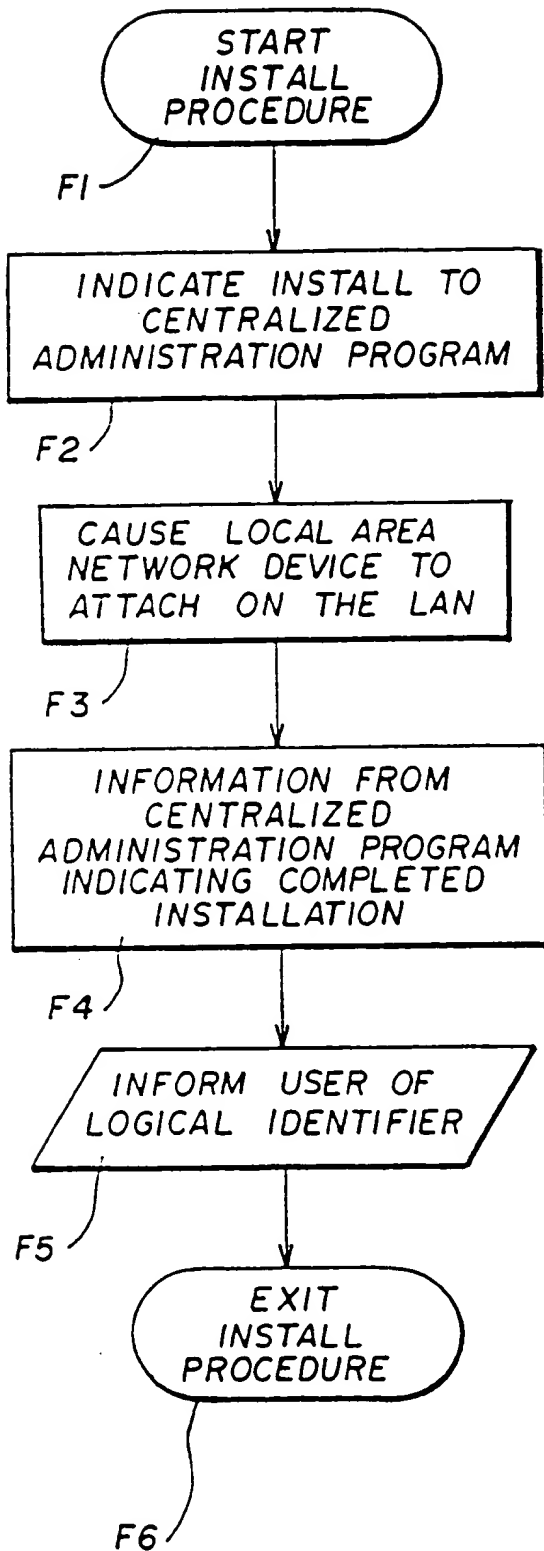 START
INSTALL
PROCEDURE
F1
INDICATE INSTALL TO
CENTRALIZED
ADMINISTRATION PROGRAM
F2
CAUSE LOCAL AREA
NETWORK DEVICE TO
ATTACH ON THE LAN
F3
INFORMATION FROM
CENTRALIZED
ADMINISTRATION PROGRAM
INDICATING COMPLETED
INSTALLATION
F4
INFORM USER OF
LOGICAL IDENTIFIER
F5
EXIT
INSTALL
PROCEDURE
F6